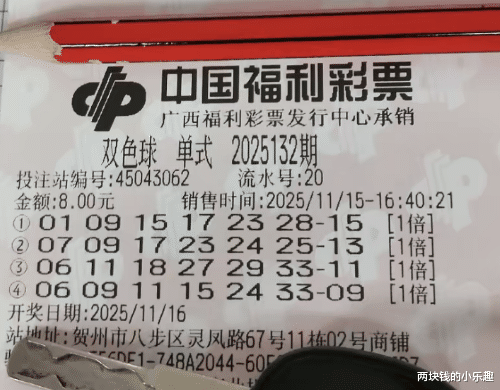 中国福利彩票
广西福利彩票发行中心承销
双色球 单式 2025132期
投注站编号:45043062 流水号:20
金额:8.00元 销售时间:2025/11/15-16:40:21
① 01 09 15 17 23 28-15 [1倍]
② 07 09 17 23 24 25-13 [1倍]
③ 06 11 18 27 29 33-11 [1倍]
④ 06 09 11 15 24 33-09 [1倍]
开奖日期:2025/11/16
站地址:贺州市八步区灵凤路67号11栋02号商铺
-748A2044-60
两块钱的小乐趣